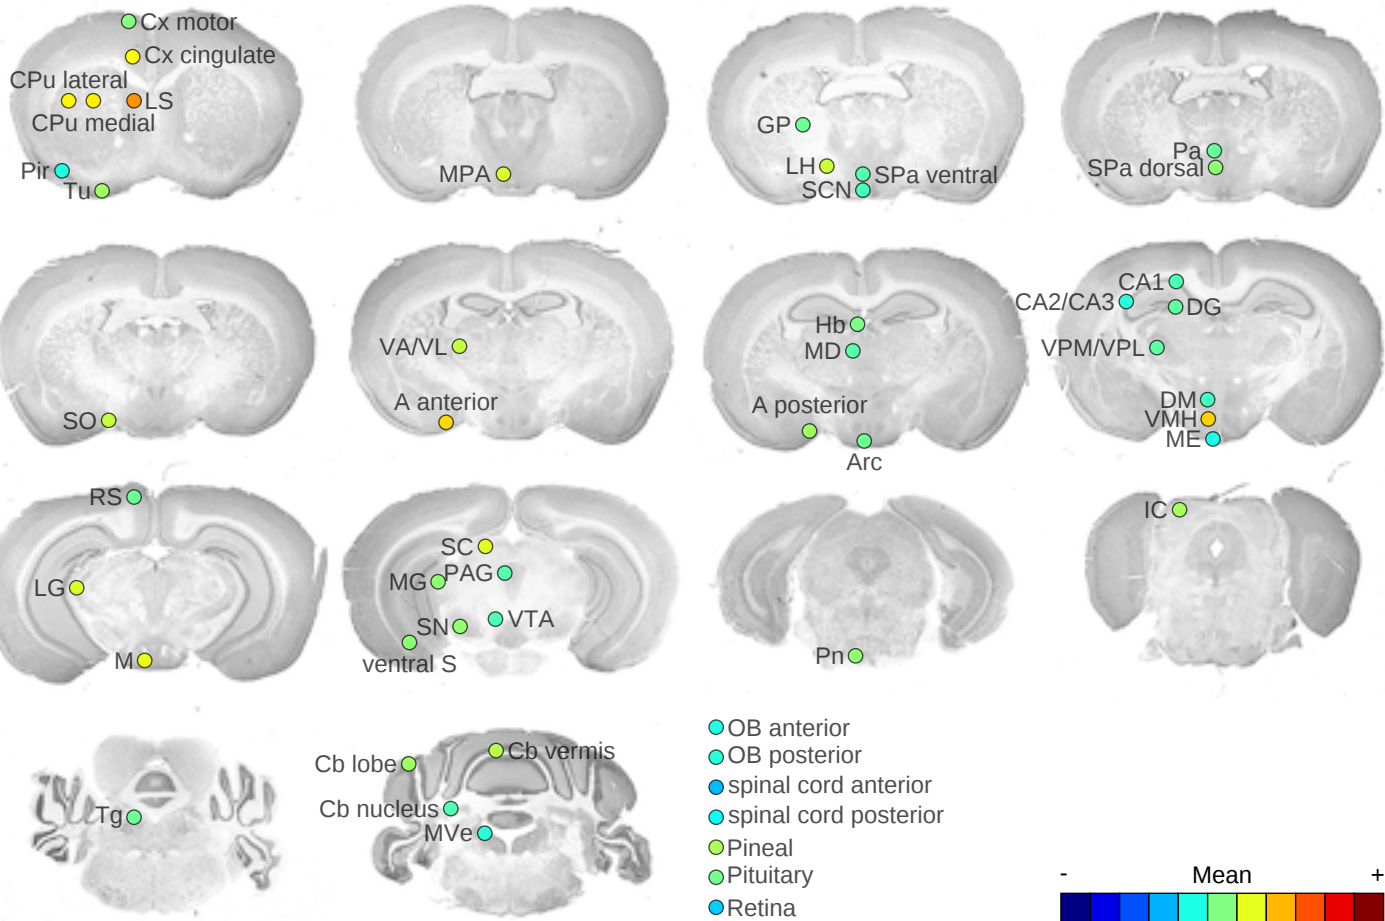 Cx motor
Cx cingulate
CPu lateral
LS
CPu medial
Pir
Tu
MPA
GP
LH
SPa ventral
SCN
Pa
SPa dorsal
SO
VA/VL
A anterior
Hb
MD
A posterior
Arc
CA1
CA2/CA3
DG
VPM/VPL
DM
VMH
ME
RS
LG
M
SC
MG
PAG
SN
VTA
ventral S
Pn
IC
Tg
Cb lobe
Cb vermis
Cb nucleus
MVe
OB anterior
OB posterior
spinal cord anterior
spinal cord posterior
Pineal
Pituitary
Retina
- Mean +